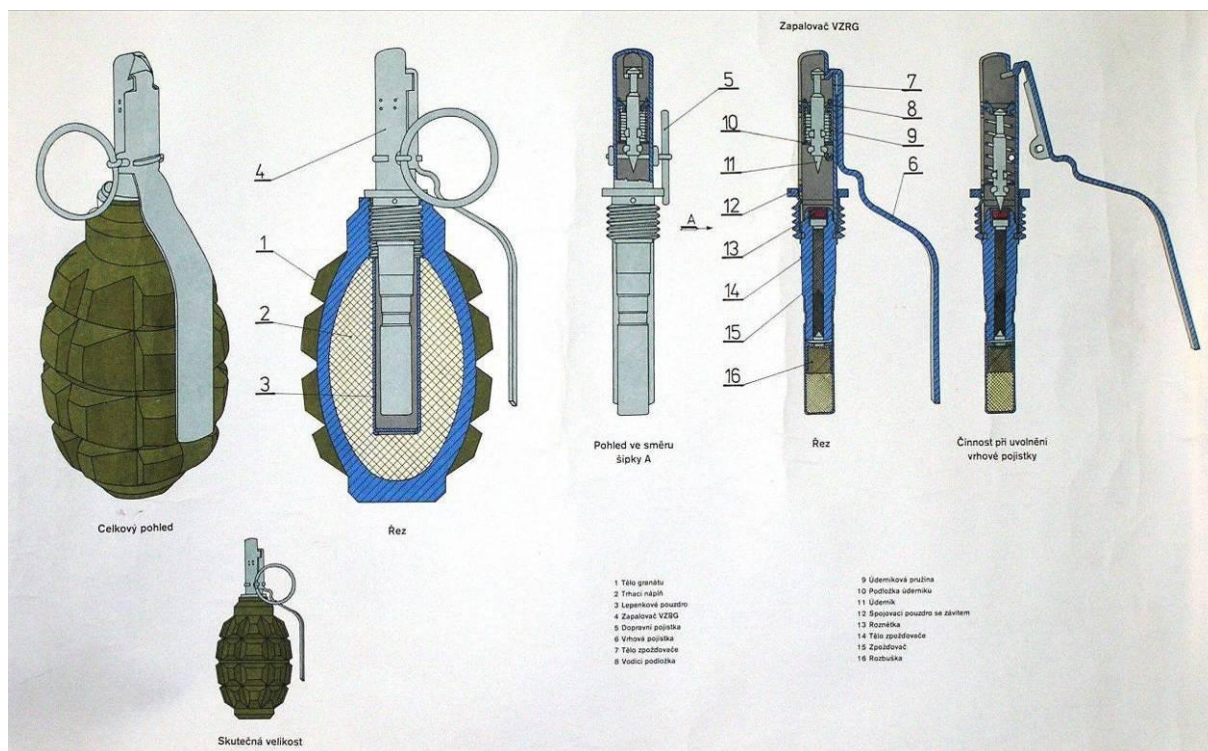 Zapalovač VZRG
4
3
1
2
3
5
A
7
8
9
10
11
12
6
13
14
15
16
Celkový pohled
Řez
Pohled ve směru
šipky A
Řez
Činnost při uvolnění
vrhové pojistky
Skutečná velikost
1 Tělo granátu
2 Trhací náplň
3 Lepenkové pouzdro
4 Zapalovač VZRG
5 Dopravní pojistka
6 Vrhová pojistka
7 Tělo zpožďovače
8 Vodicí podložka
9 Úderníková pružina
10 Podložka úderníku
11 Úderník
12 Spojovací pouzdro se závitem
13 Roznětka
14 Tělo zpožďovače
15 Zpožďovač
16 Rozbuška